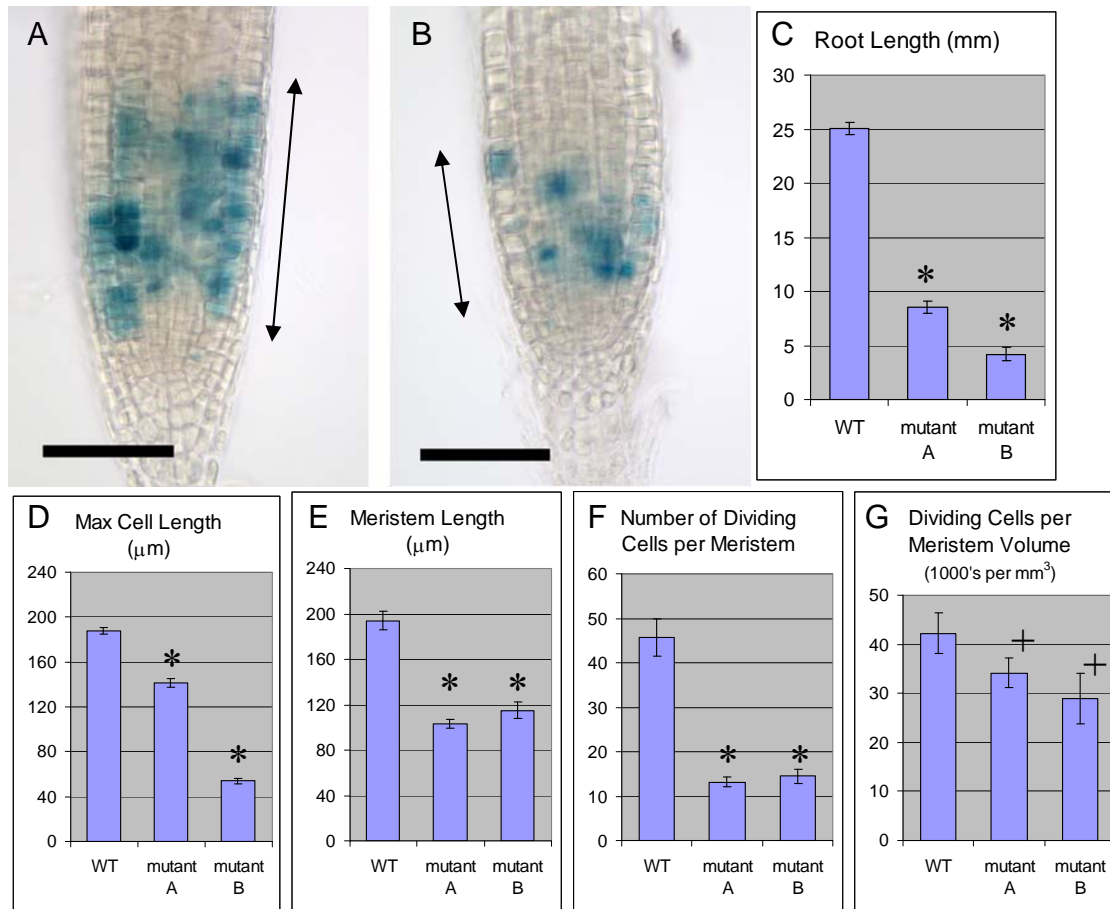 A
B
C Root Length (mm)
30
25
20
15
10
5
0
*
*
WT mutant mutant
A B
D Max Cell Length
(μm)
240
200
160
120
80
40
0
*
*
WT mutant mutant
A B
E Meristem Length
(μm)
240
200
160
120
80
40
0
*
*
WT mutant mutant
A B
F Number of Dividing
Cells per Meristem
60
50
40
30
20
10
0
*
*
WT mutant mutant
A B
G Dividing Cells per
Meristem Volume
(1000's per mm³)
50
40
30
20
10
0
+
+
WT mutant mutant
A B